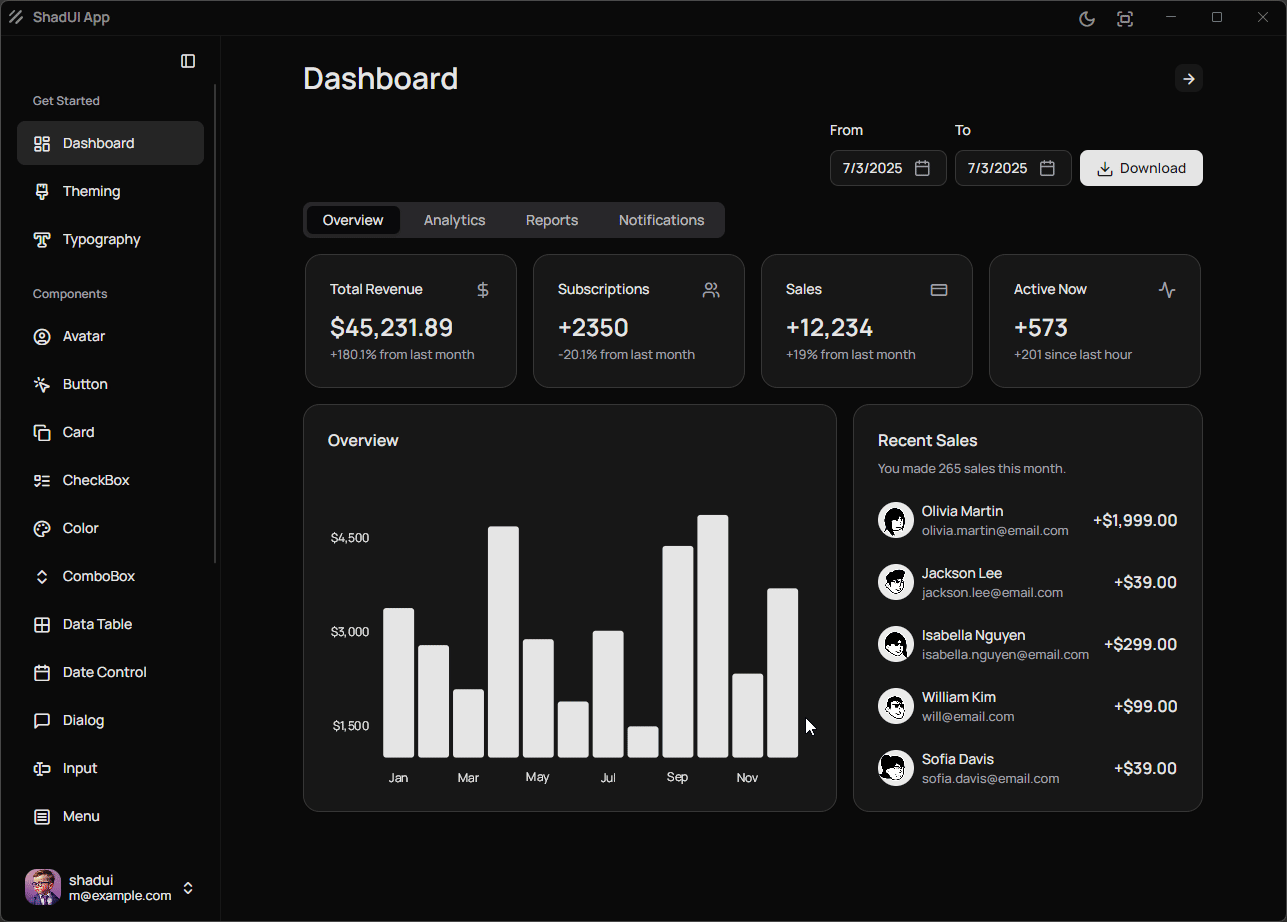 ShadUI App
Get Started
Dashboard
Theming
Typography
Components
Avatar
Button
Card
CheckBox
Color
ComboBox
Data Table
Date Control
Dialog
Input
Menu
shadui
m@example.com
Dashboard
From To
7/3/2025 7/3/2025 Download
Overview Analytics Reports Notifications
Total Revenue $
$45,231.89
+180.1% from last month
Subscriptions
+2350
-20.1% from last month
Sales
+12,234
+19% from last month
Active Now
+573
+201 since last hour
Overview
$4,500
$3,000
$1,500
Jan Mar May Jul Sep Nov
Recent Sales
You made 265 sales this month.
Olivia Martin
olivia.martin@email.com
+$1,999.00
Jackson Lee
jackson.lee@email.com
+$39.00
Isabella Nguyen
isabella.nguyen@email.com
+$299.00
William Kim
will@email.com
+$99.00
Sofia Davis
sofia.davis@email.com
+$39.00